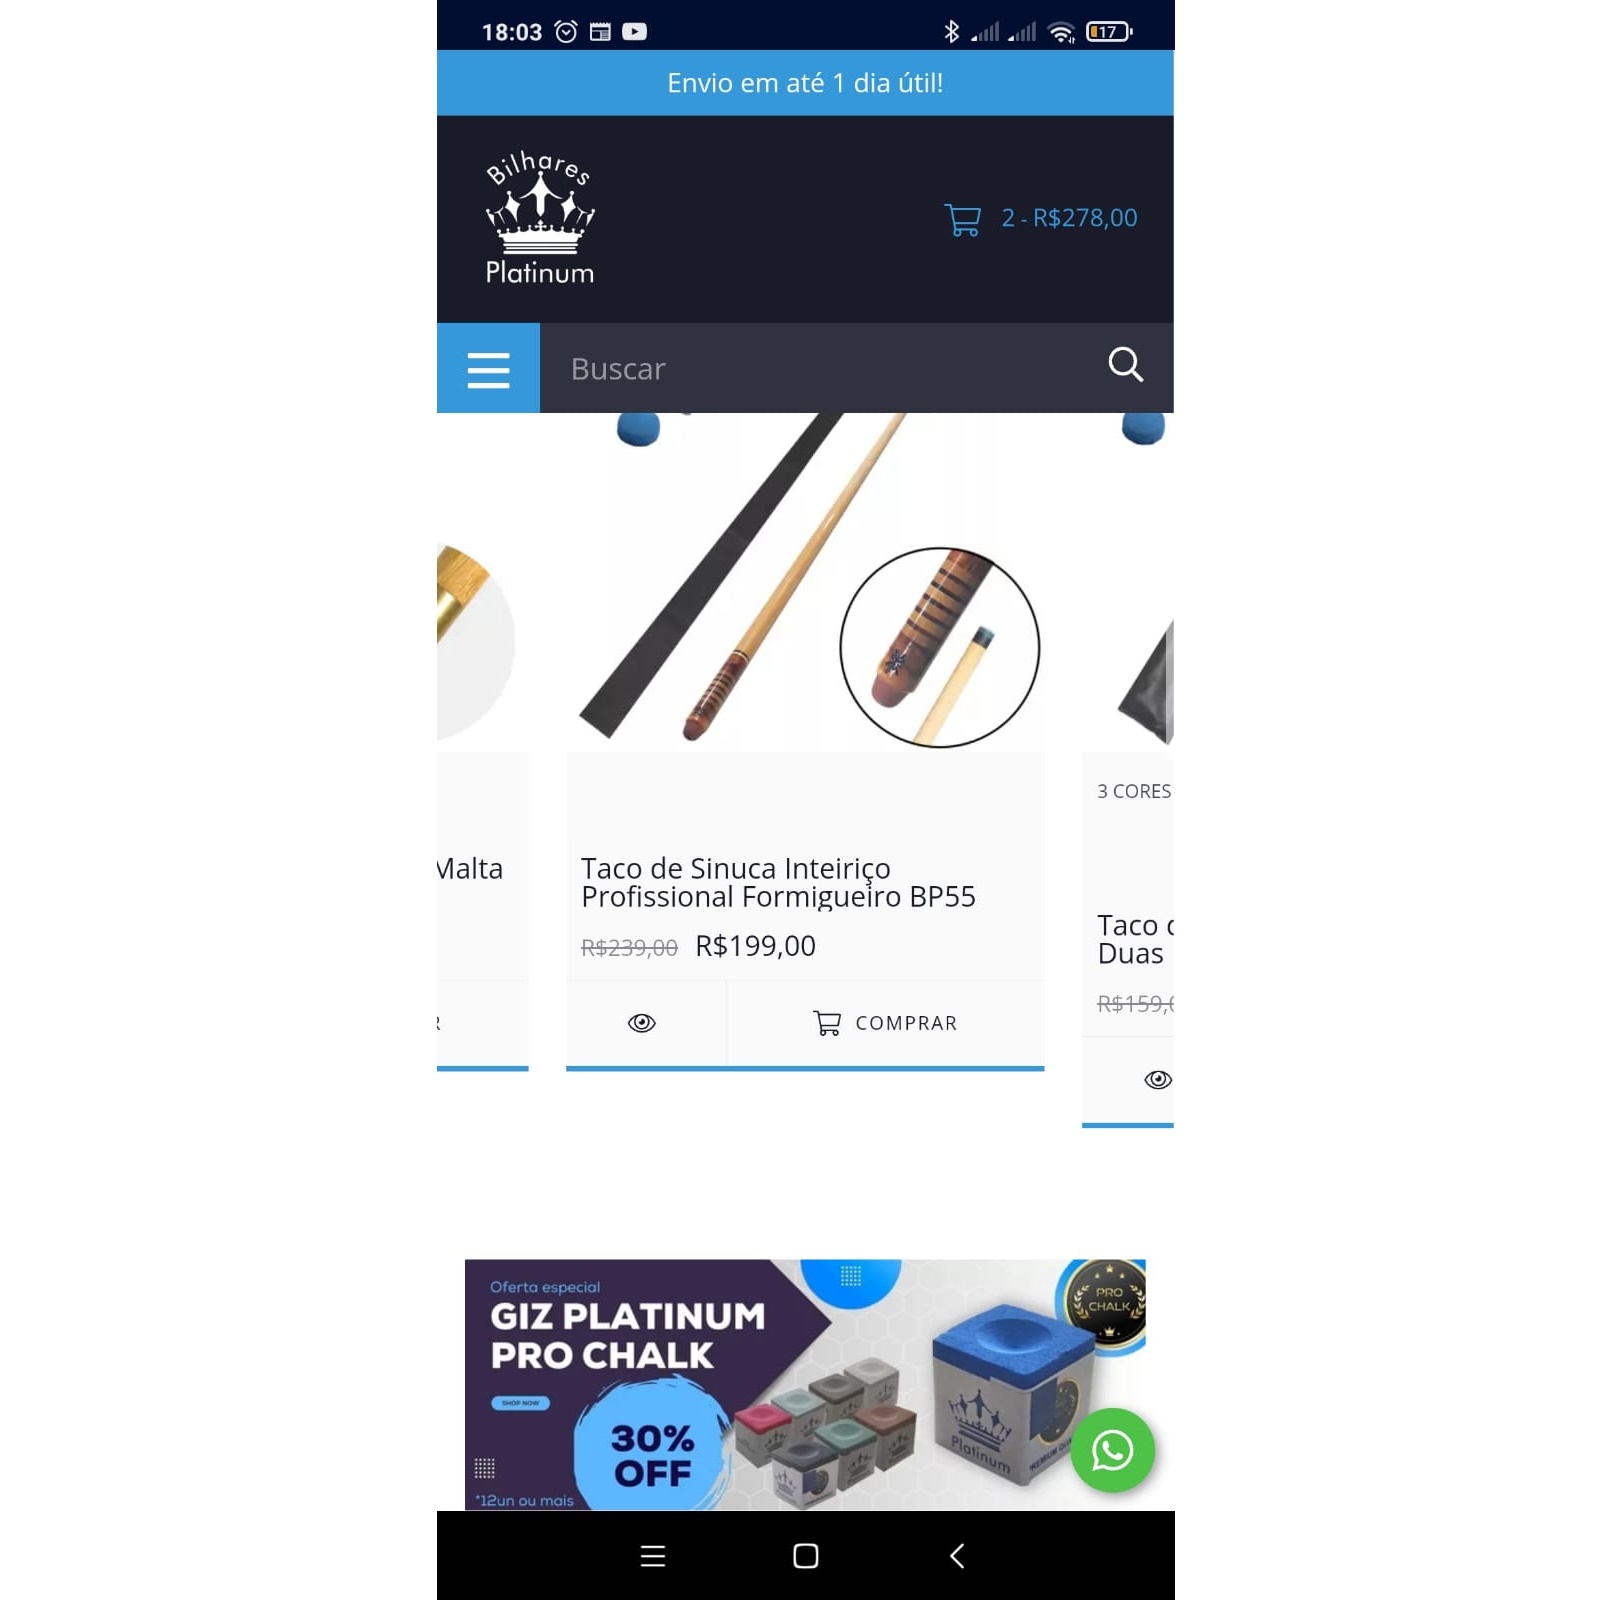 18:03
17
Envio em até 1 dia útil!
Bilhares
Platinum
2 - R$278,00
Buscar
Malta
Taco de Sinuca Inteiriço
Profissional Formigueiro BP55
R$239,00 R$199,00
COMPRAR
3 CORES
Taco
Duas
R$159,
Oferta especial
GIZ PLATINUM
PRO CHALK
SHOP NOW
30%
OFF
*12un ou mais
PRO
CHALK
Platinum